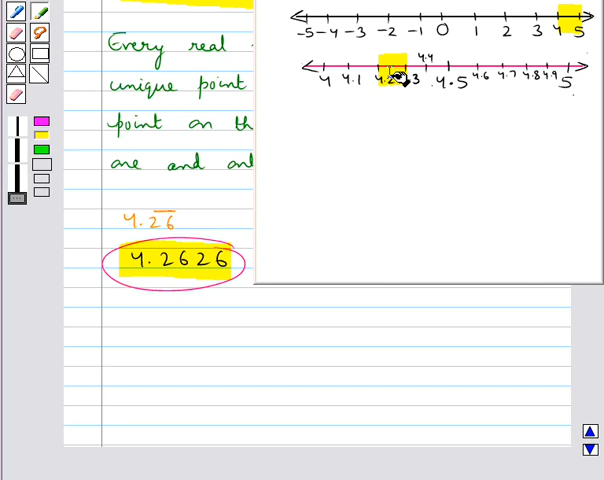 -5 -4 -3 -2 -1 0 1 2 3 4 5
4.4
4 4.1 4.2 .3 4.5 4.6 4.7 4.8 4.9 5
Every real
unique point
point on th
are and onl
4.2̅6̅
4.2626̅